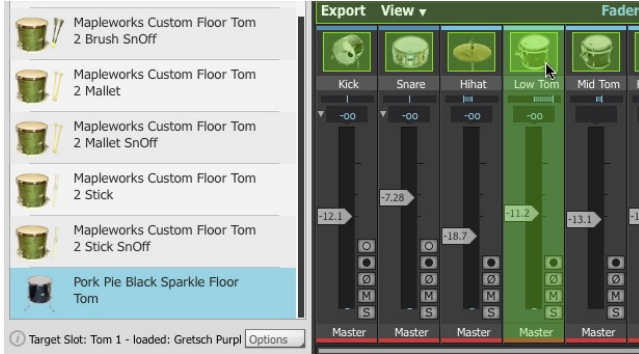 Mapleworks Custom Floor Tom
2 Brush SnOff
Mapleworks Custom Floor Tom
2 Mallet
Mapleworks Custom Floor Tom
2 Mallet SnOff
Mapleworks Custom Floor Tom
2 Stick
Mapleworks Custom Floor Tom
2 Stick SnOff
Pork Pie Black Sparkle Floor
Tom
Target Slot: Tom 1 - loaded: Gretsch Purpl Options
Export View ▾ Fader
Kick Snare Hihat Low Tom Mid Tom
-oo -oo -oo -oo
-12.1 -7.28 -18.7 -11.2 -13.1
Ø Ø Ø Ø Ø
M M M M M
S S S S S
Master Master Master Master Master